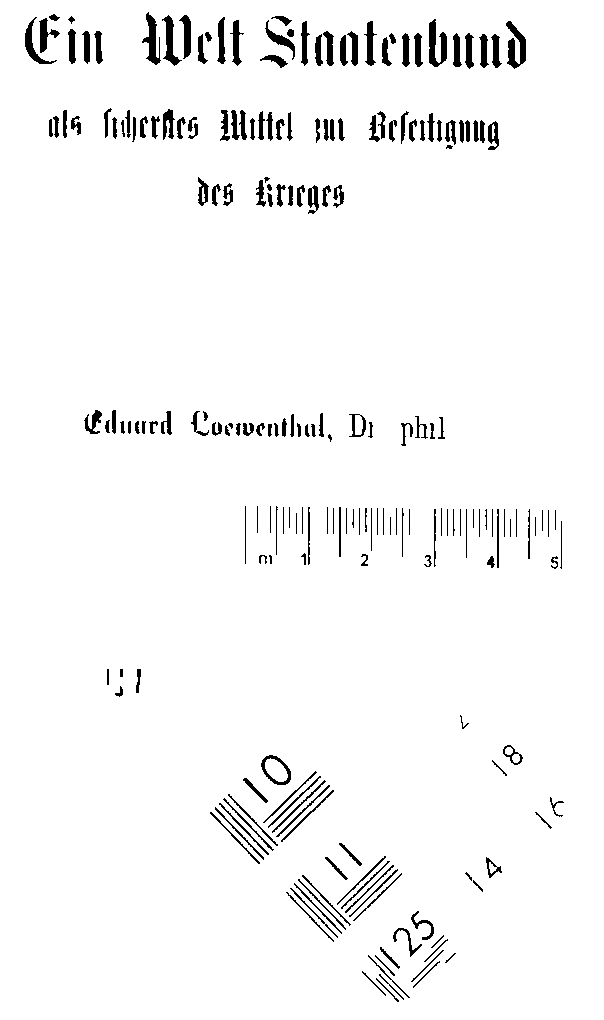 Ein Welt Staatenbund
als sicherstes Mittel zur Beseitigung
des Krieges
Eduard Loewenthal, Dr phil
m 1 2 3 4 5
10
18
16
11
14
125